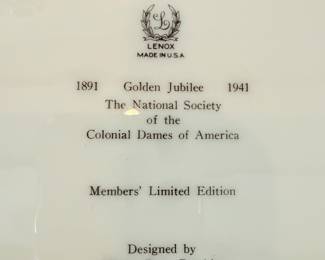 L
LENOX
MADE IN U.S.A.
1891 Golden Jubilee 1941
The National Society
of the
Colonial Dames of America
Members' Limited Edition
Designed by